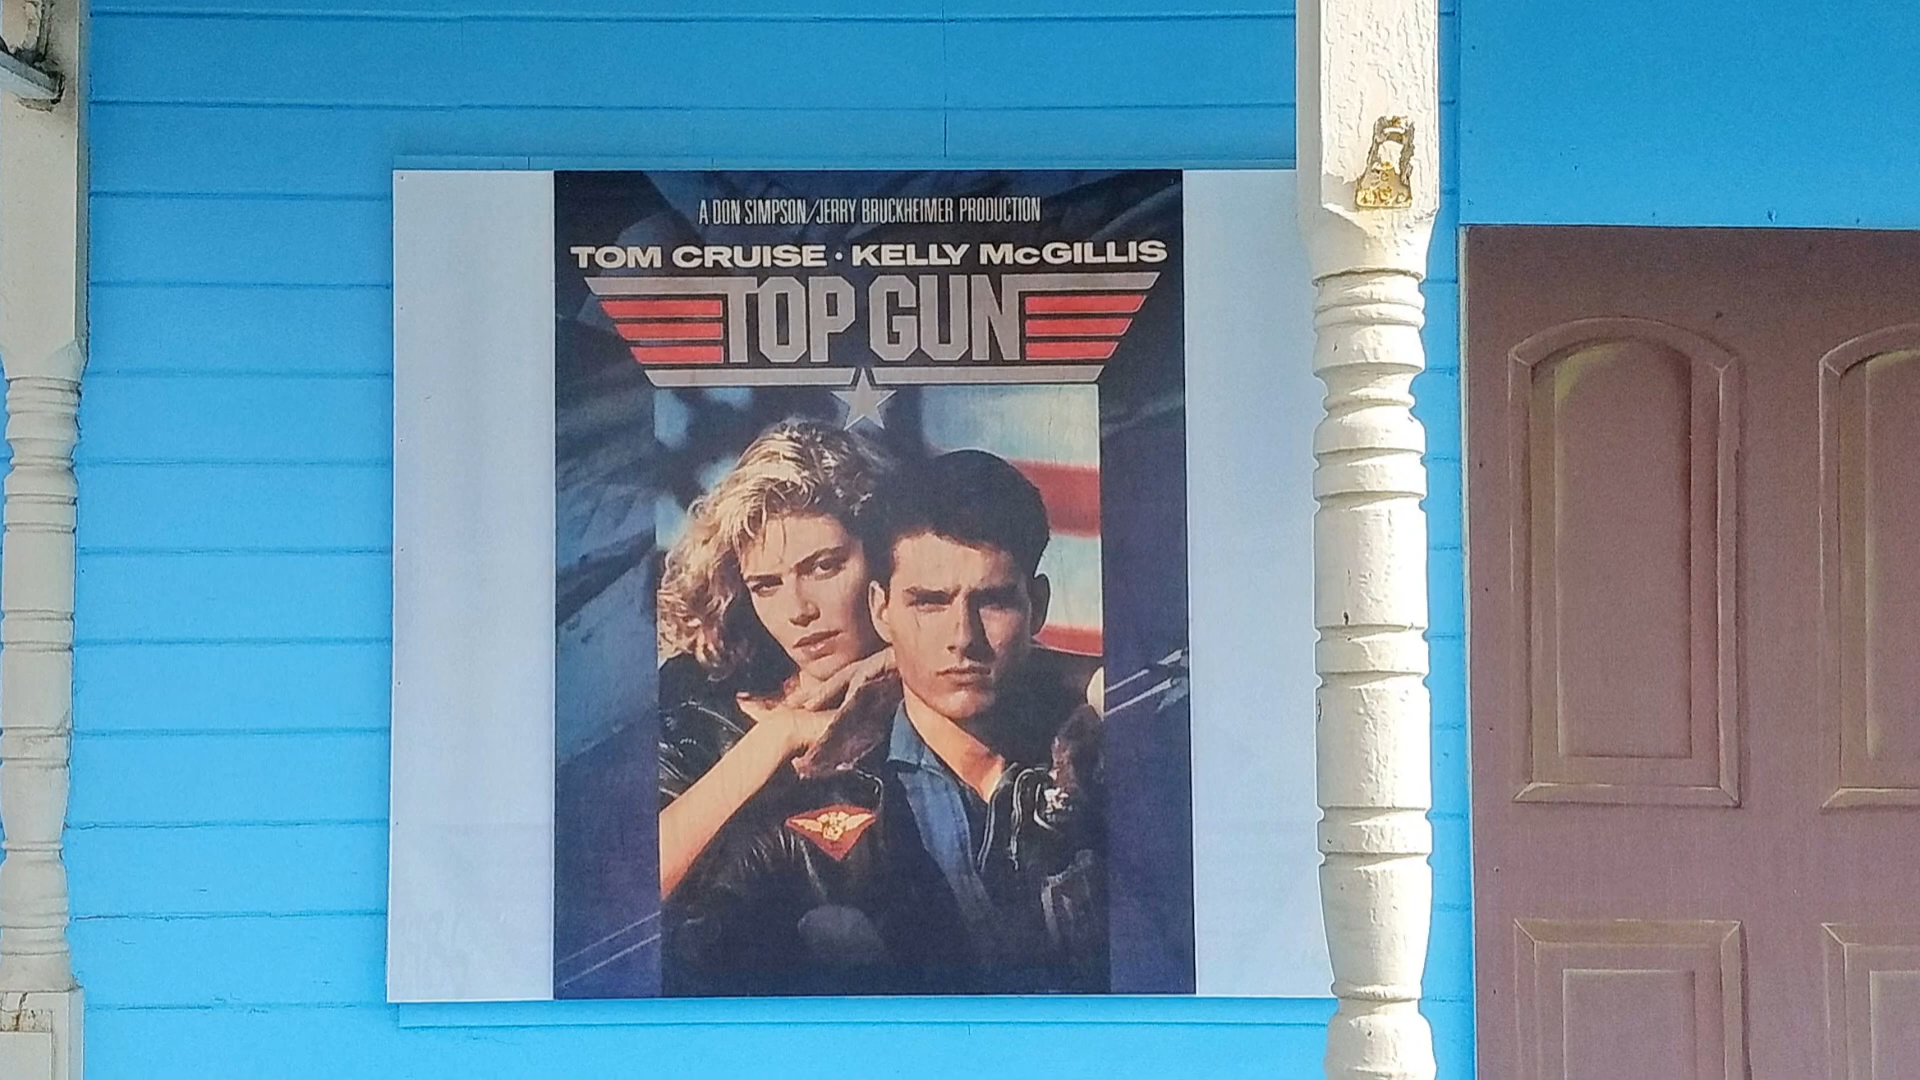 A DON SIMPSON/JERRY BRUCKHEIMER PRODUCTION
TOM CRUISE · KELLY McGILLIS
TOP GUN